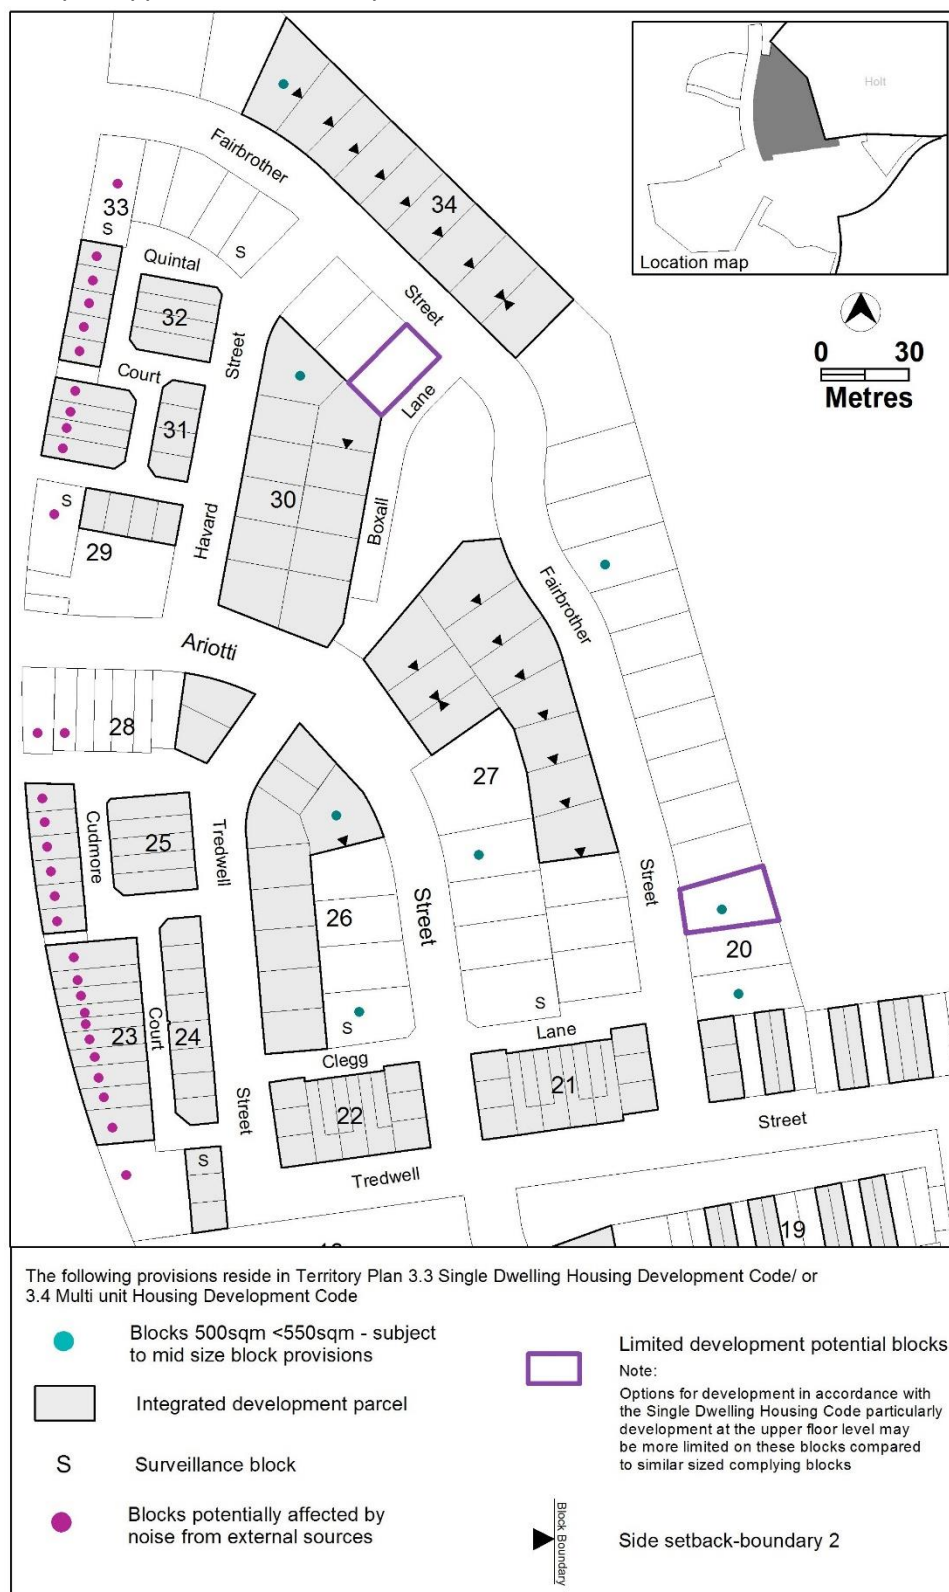 Holt
Location map
0 30
Metres
Fairbrother
34
33
S
S
Quintal
32
Street
Street
Court
31
Lane
30
Boxall
S
Havard
29
Fairbrother
Ariotti
28
27
Cudmore
25
Tredwell
Street
26
Street
20
S
S
Lane
23
Court
24
Clegg
Street
22
21
Street
S
Tredwell
19
The following provisions reside in Territory Plan 3.3 Single Dwelling Housing Development Code/ or
3.4 Multi unit Housing Development Code
Blocks 500sqm <550sqm - subject
to mid size block provisions
Integrated development parcel
S Surveillance block
Blocks potentially affected by
noise from external sources
Limited development potential blocks
Note:
Options for development in accordance with
the Single Dwelling Housing Code particularly
development at the upper floor level may
be more limited on these blocks compared
to similar sized complying blocks
Block Boundary
Side setback-boundary 2